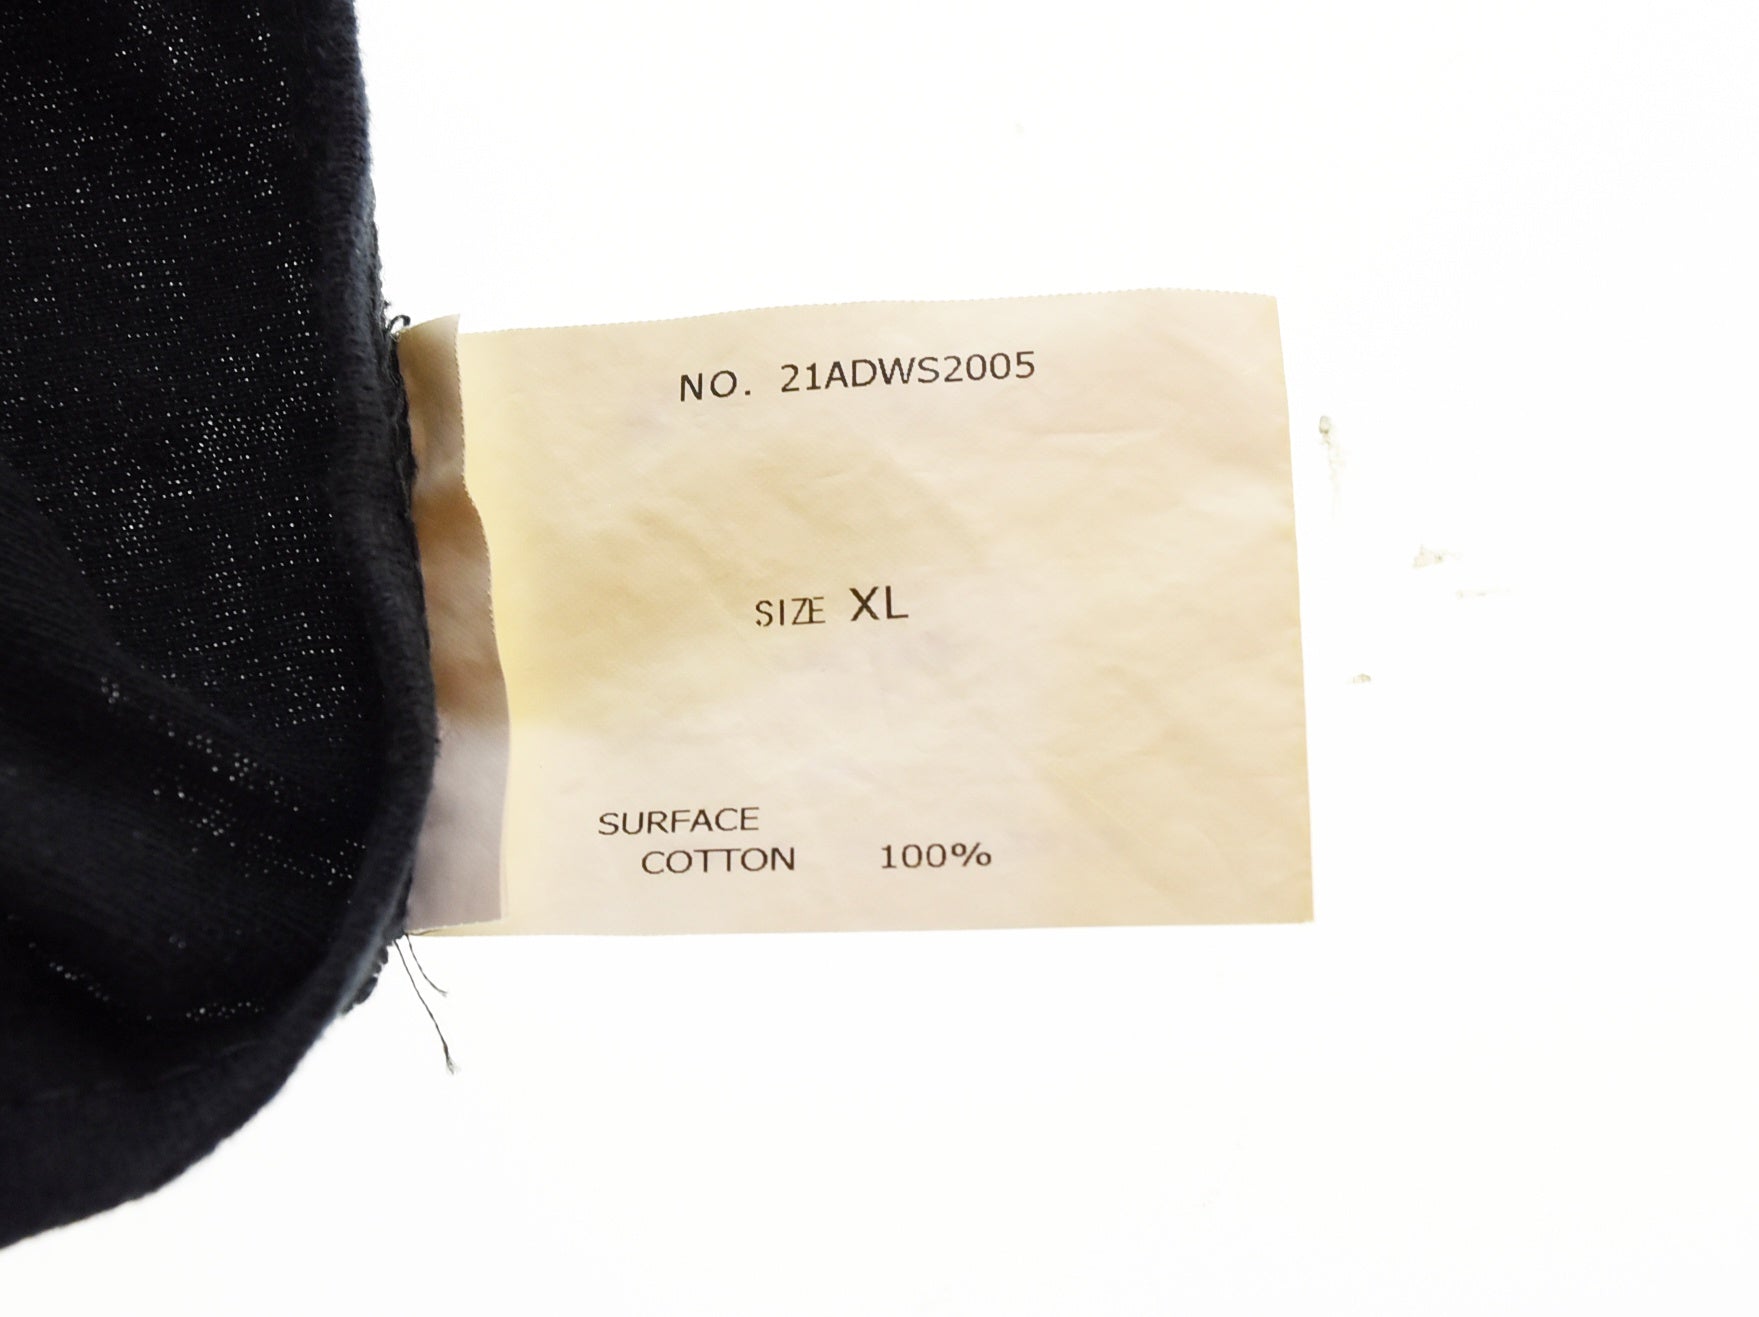 NO. 21ADWS2005
SIZE XL
SURFACE
COTTON 100%